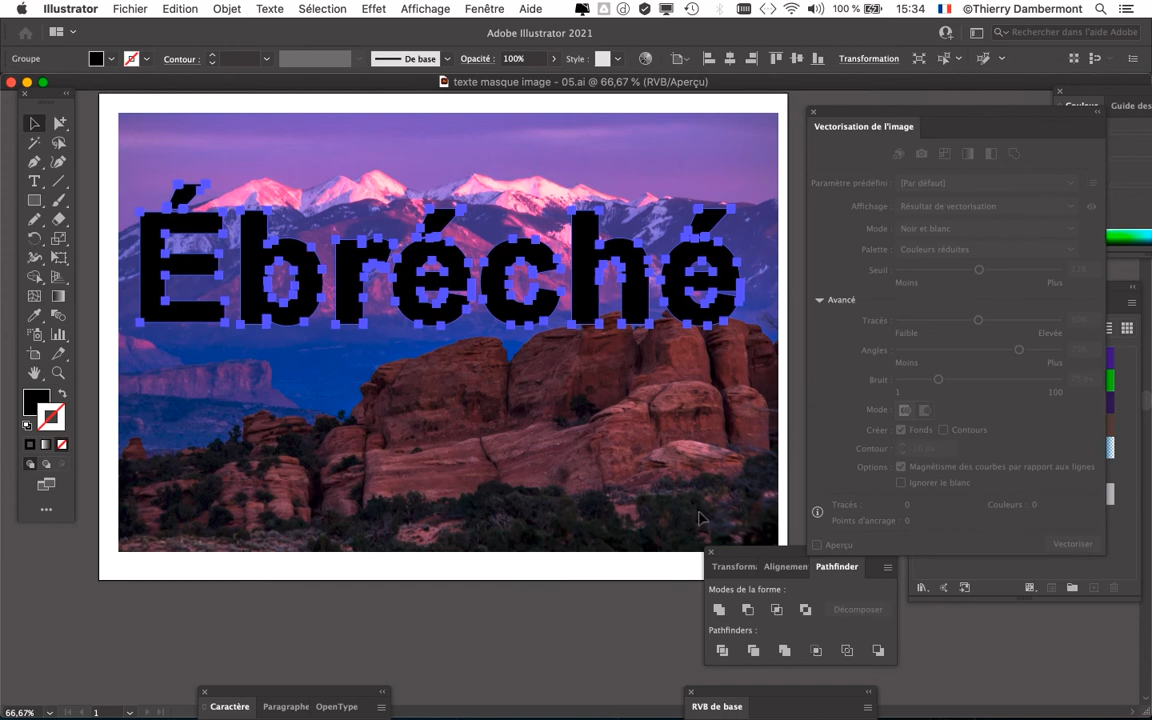 Illustrator Fichier Edition Objet Texte Sélection Effet Affichage Fenêtre Aide 100 % 15:34 ©Thierry Dambermont
Adobe Illustrator 2021
Rechercher dans l'aide Adobe
Groupe Contour : De base Opacité : 100% Style : Transformation
texte masque image - 05.ai @ 66,67 % (RVB/Aperçu)
Couleur Guide des
Vectorisation de l'image
Paramètre prédéfini : [Par défaut]
Affichage : Résultat de vectorisation
Mode : Noir et blanc
Palette : Couleurs réduites
Seuil : 128
Moins Plus
Avancé
Tracés :
Faible Elevée
Angles :
Moins Plus
Bruit :
1 100
Mode :
Créer : Fonds Contours
Contour :
Options : Magnétisme des courbes par rapport aux lignes
Ignorer le blanc
Tracés : 0 Couleurs : 0
Points d'ancrage : 0
Aperçu Vectoriser
Ébréché
Transforma Alignemen Pathfinder
Modes de la forme :
Décomposer
Pathfinders :
66,67% 1
Caractère Paragraphe OpenType
RVB de base